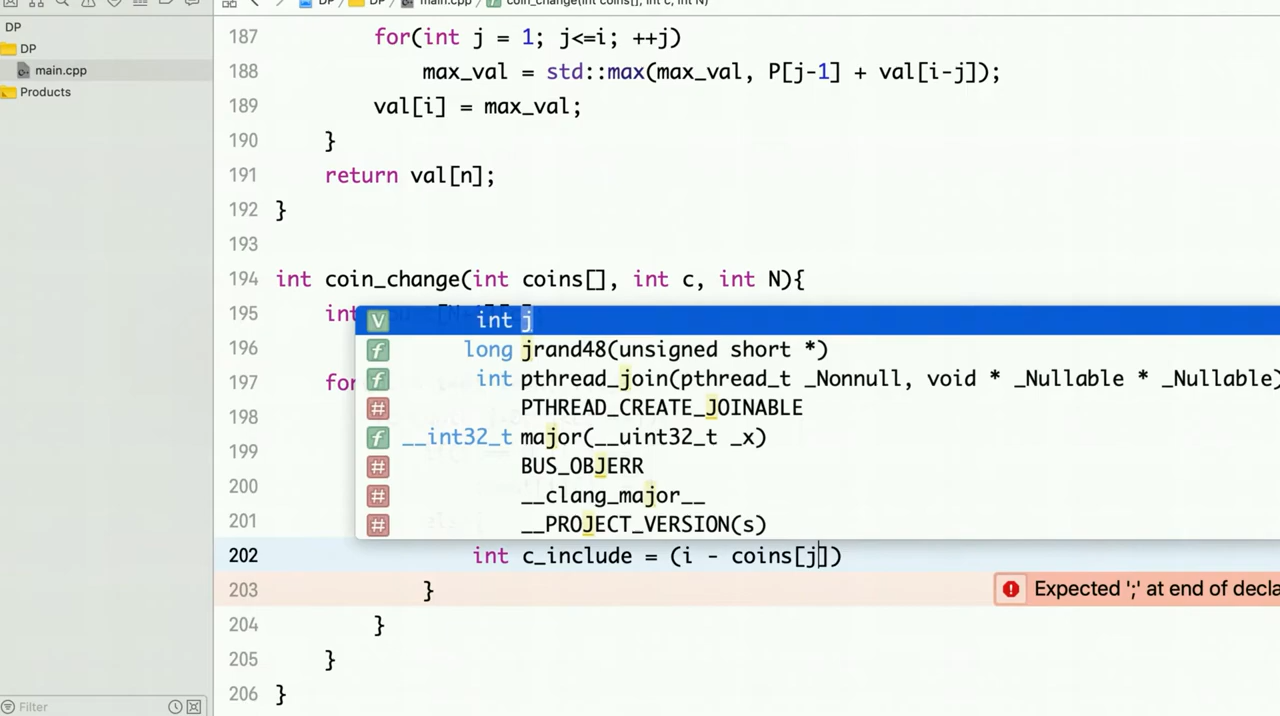 DP
DP
main.cpp
coin_change(int coins[], int c, int N)
DP
DP
main.cpp
Products
187 for(int j = 1; j<=i; ++j)
188 max_val = std::max(max_val, P[j-1] + val[i-j]);
189 val[i] = max_val;
190 }
191 return val[n];
192 }
193
194 int coin_change(int coins[], int c, int N){
195 int
196
197 for
198
199
200
201
V int j
f long jrand48(unsigned short *)
f int pthread_join(pthread_t _Nonnull, void * _Nullable * _Nullable)
# PTHREAD_CREATE_JOINABLE
f __int32_t major(__uint32_t _x)
# BUS_OBJERR
# __clang_major__
# __PROJECT_VERSION(s)
202 int c_include = (i - coins[j])
203 }
Expected ';' at end of decla
204 }
205 }
206 }
Filter